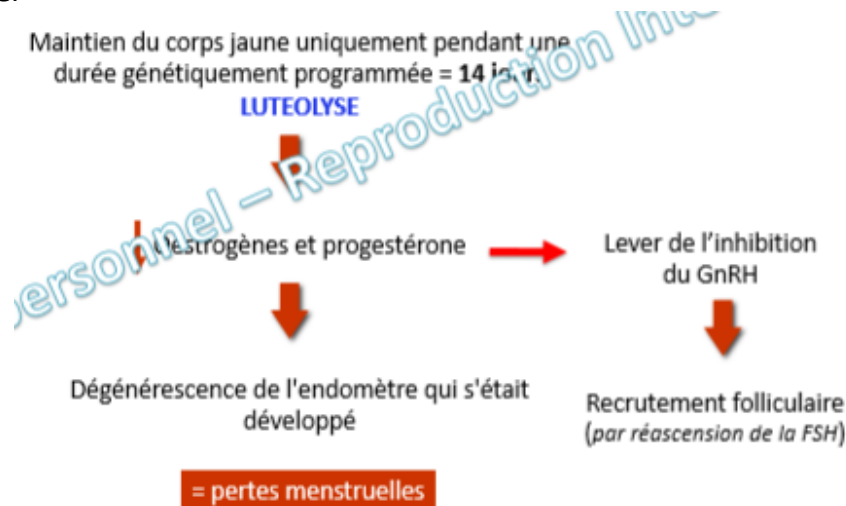 Maintien du corps jaune uniquement pendant une
durée génétiquement programmée = 14
LUTEOLYSE
personnel – Reproduction
et progestérone
Lever de l'inhibition
du GnRH
Dégénérescence de l'endomètre qui s'était
développé
Recrutement folliculaire
(par réascension de la FSH)
= pertes menstruelles